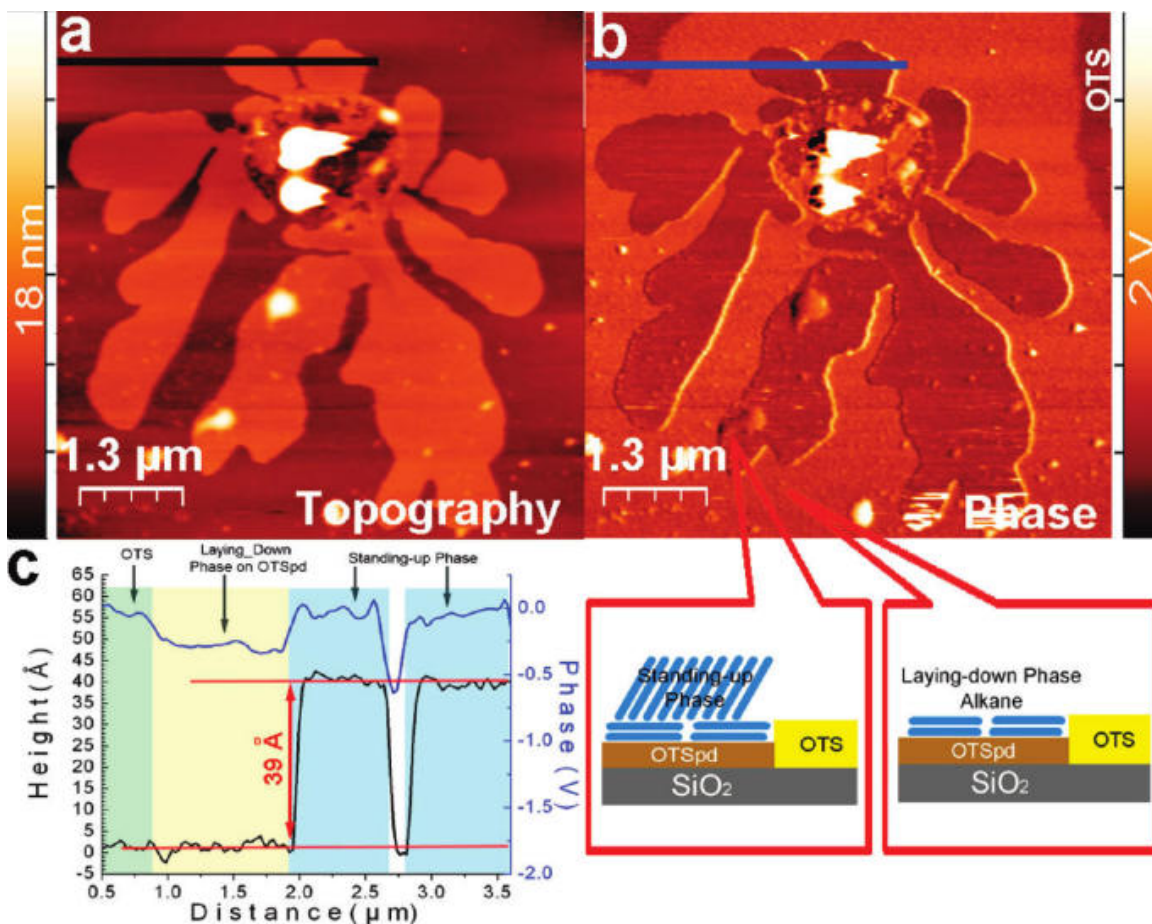 a
18 nm
1.3 µm
Topography
b
OTS
2 V
1.3 µm
Phase
c
OTS
Laying_Down
Phase on OTSpd
Standing-up Phase
65
60
55
50
45
40
35
30
25
20
15
10
5
0
-5
Height(Å)
39 Å
0.5 1.0 1.5 2.0 2.5 3.0 3.5
Distance(µm)
0.0
-0.5
-1.0
-1.5
-2.0
Phase(V)
Standing-up
Phase
OTSpd
OTS
SiO₂
Laying-down Phase
Alkane
OTSpd
OTS
SiO₂